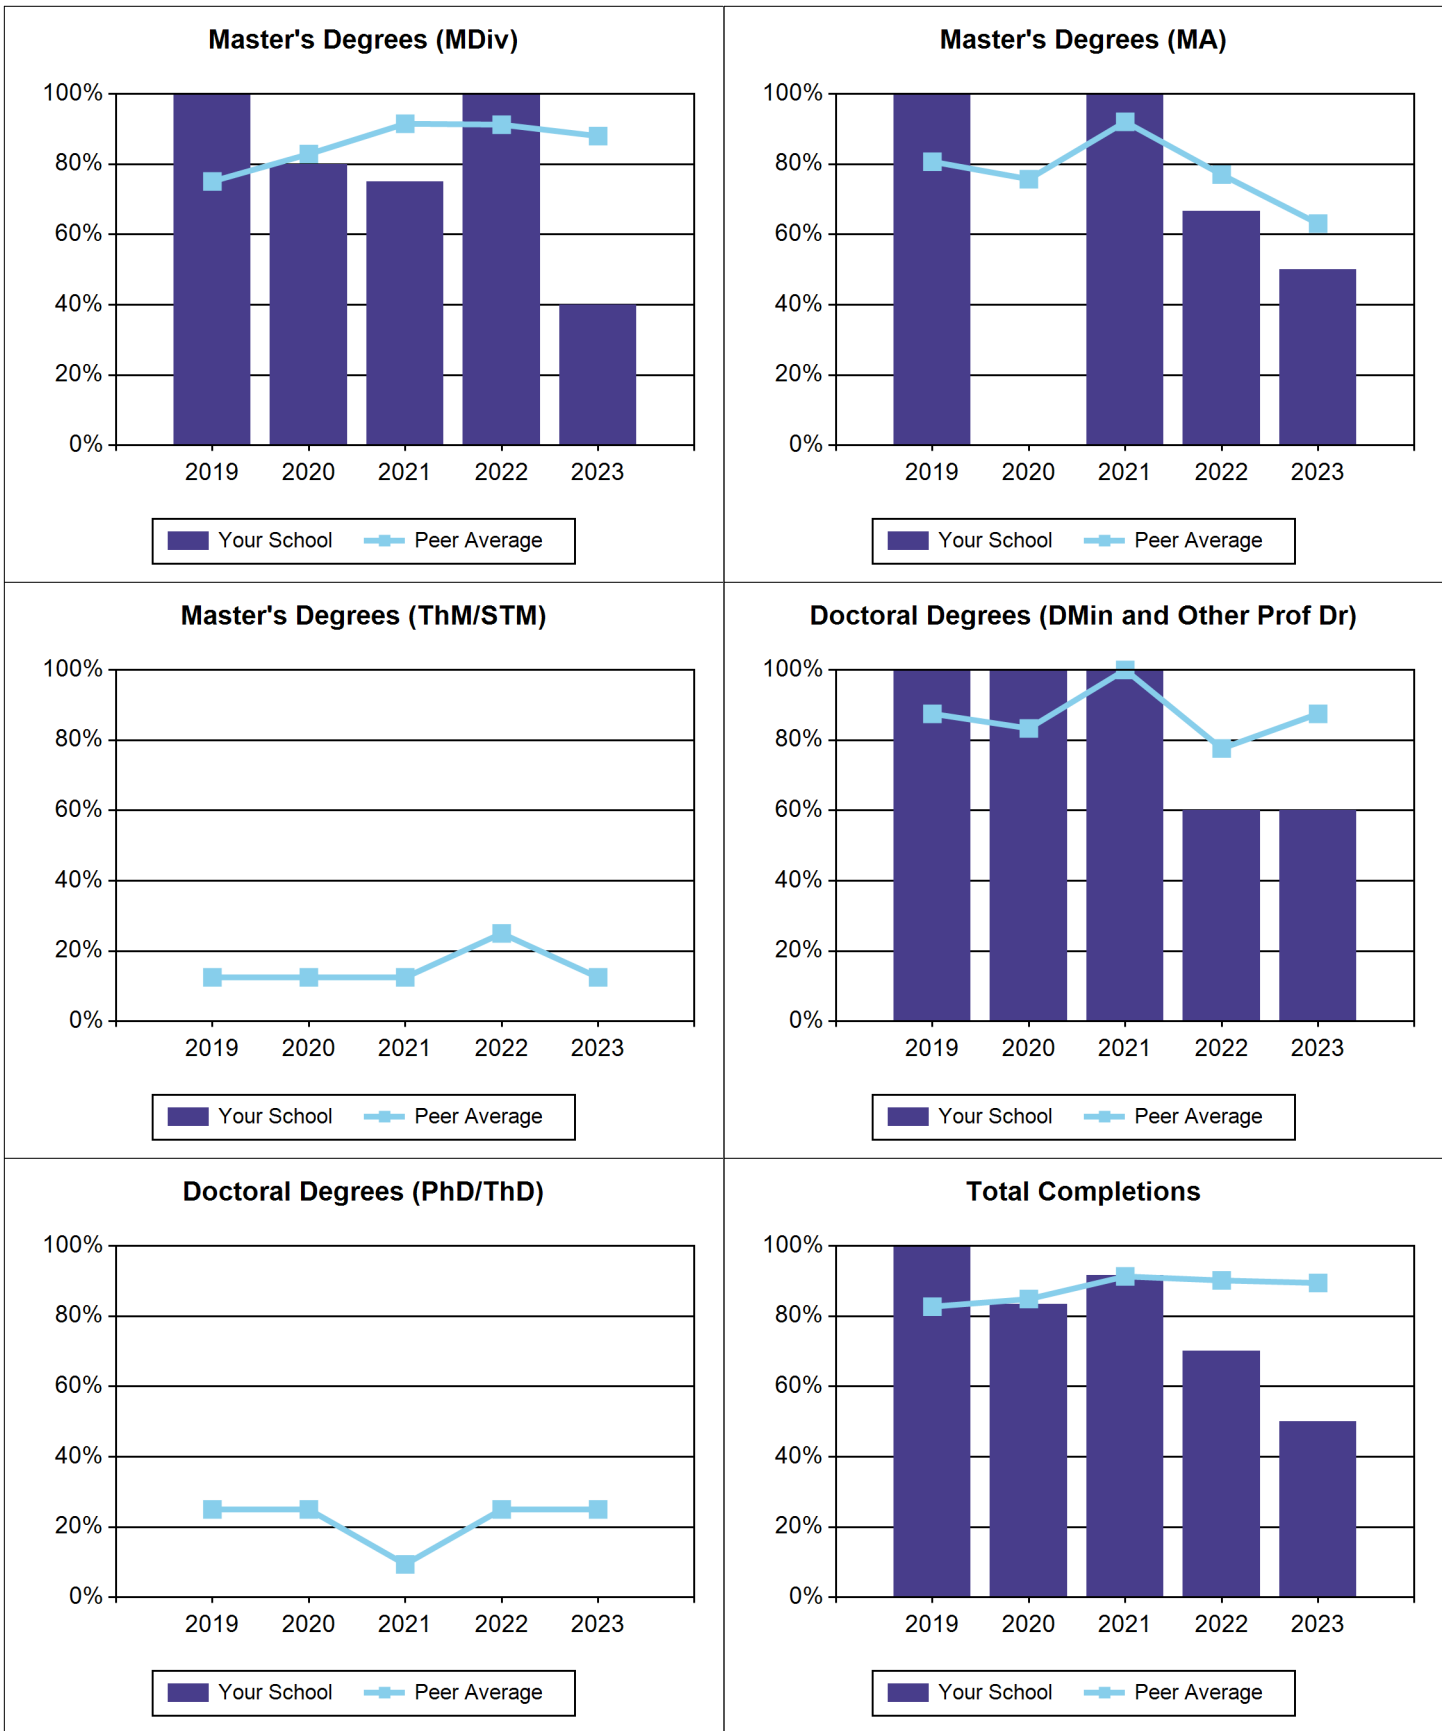 Master's Degrees (MDiv)
100%
80%
60%
40%
20%
0%
2019 2020 2021 2022 2023
Your School Peer Average
Master's Degrees (MA)
100%
80%
60%
40%
20%
0%
2019 2020 2021 2022 2023
Your School Peer Average
Master's Degrees (ThM/STM)
100%
80%
60%
40%
20%
0%
2019 2020 2021 2022 2023
Your School Peer Average
Doctoral Degrees (DMin and Other Prof Dr)
100%
80%
60%
40%
20%
0%
2019 2020 2021 2022 2023
Your School Peer Average
Doctoral Degrees (PhD/ThD)
100%
80%
60%
40%
20%
0%
2019 2020 2021 2022 2023
Your School Peer Average
Total Completions
100%
80%
60%
40%
20%
0%
2019 2020 2021 2022 2023
Your School Peer Average